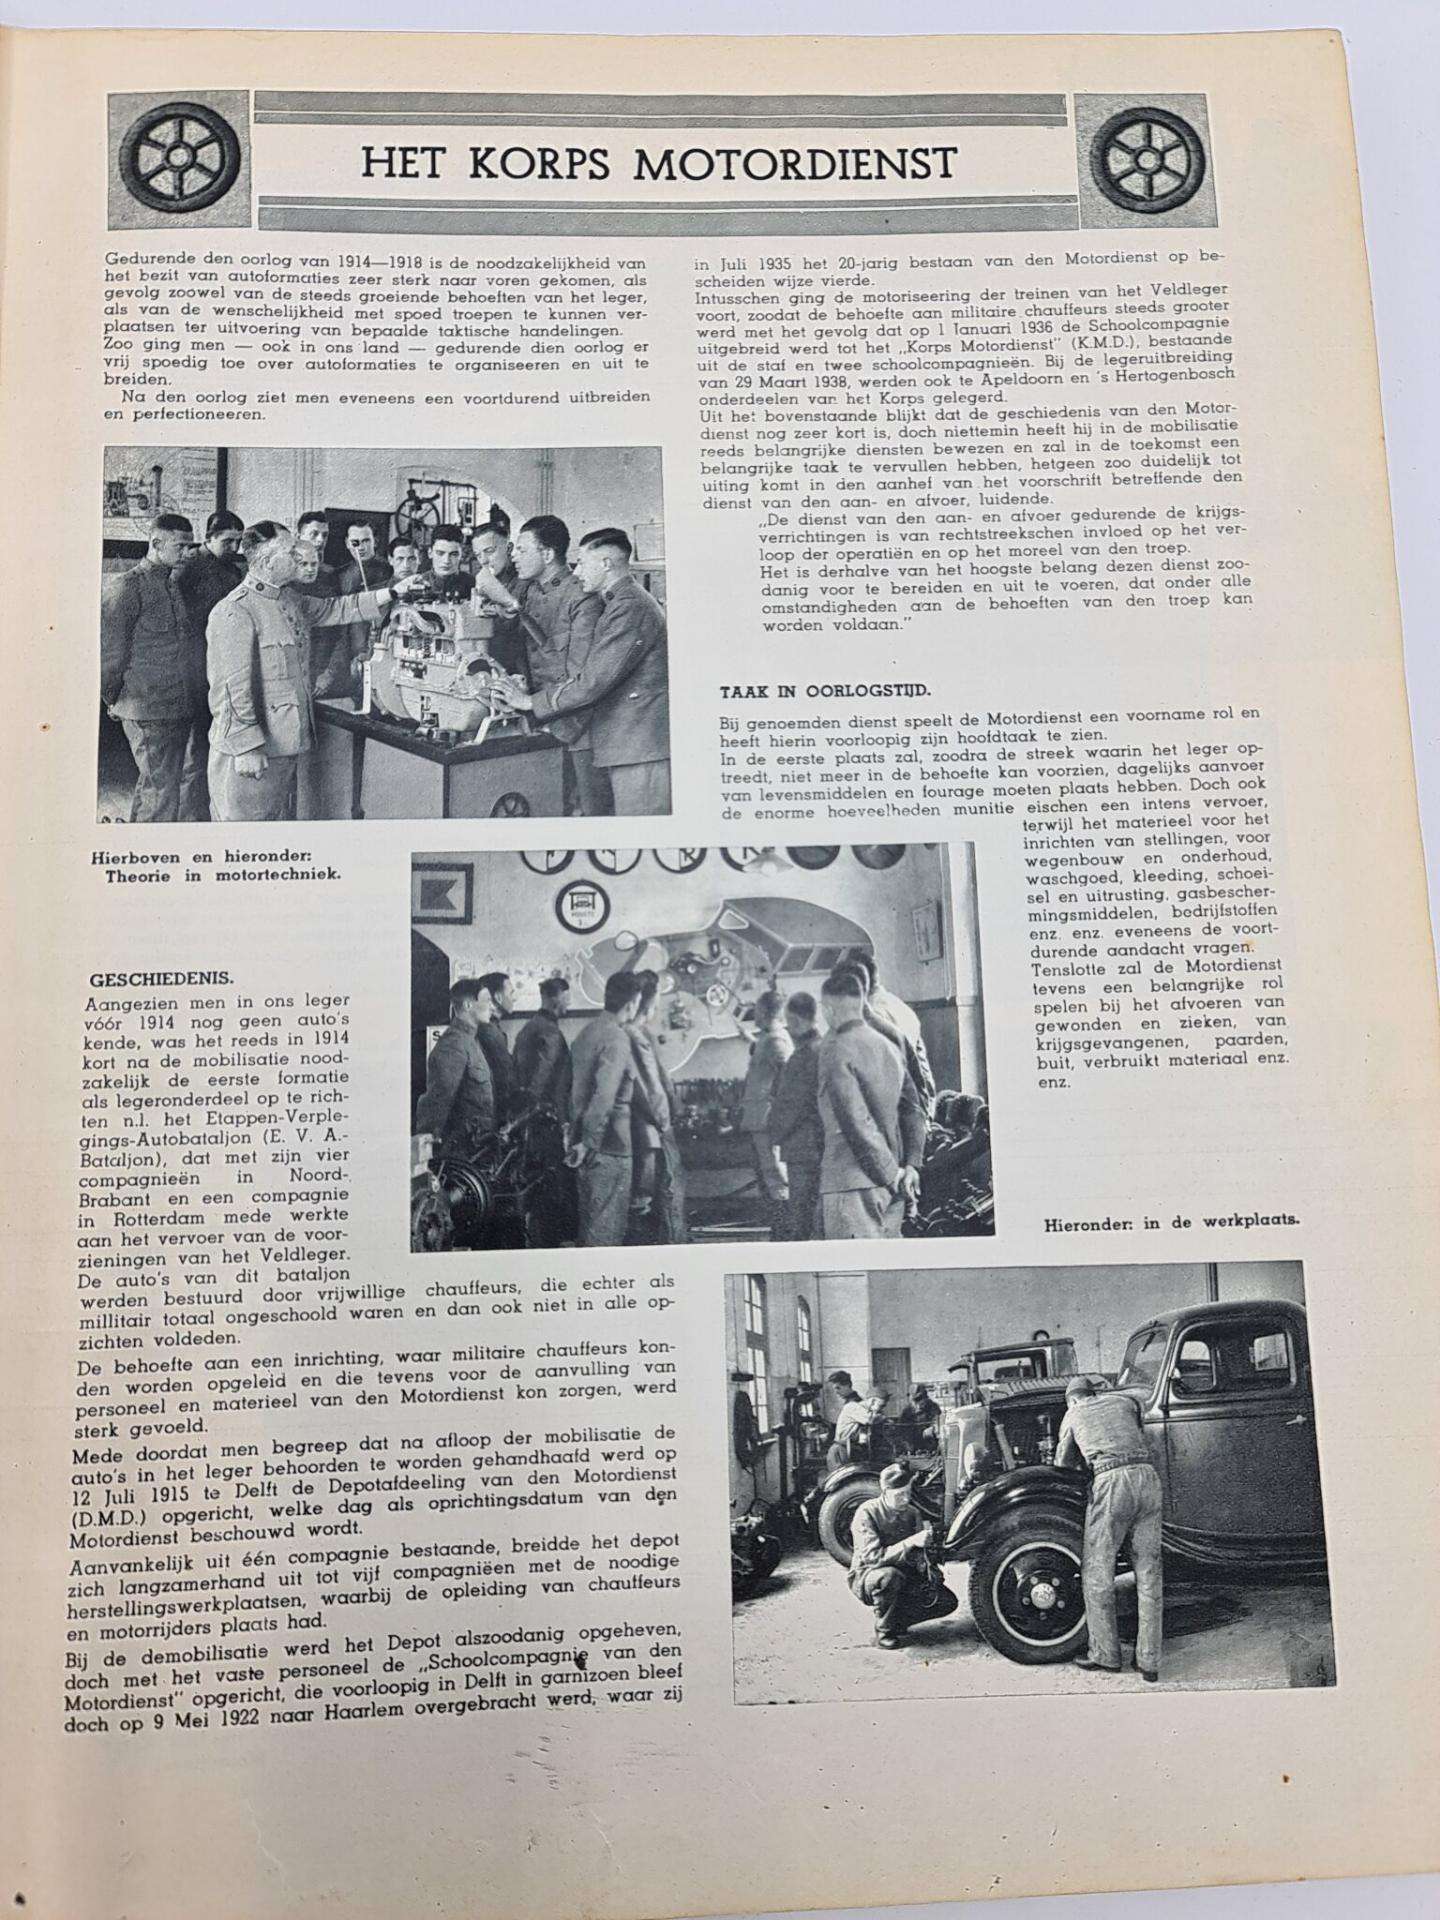 HET KORPS MOTORDIENST
Gedurende den oorlog van 1914—1918 is de noodzakelijkheid van
het bezit van autoformaties zeer sterk naar voren gekomen, als
gevolg zoowel van de steeds groeiende behoeften van het leger,
als van de wenschelijkheid met spoed troepen te kunnen ver-
plaatsen ter uitvoering van bepaalde taktische handelingen.
Zoo ging men — ook in ons land — gedurende dien oorlog er
vrij spoedig toe over autoformaties te organiseeren en uit te
breiden.
Na den oorlog ziet men eveneens een voortdurend uitbreiden
en perfectioneeren.
Hierboven en hieronder:
Theorie in motortechniek.
GESCHIEDENIS.
Aangezien men in ons leger
vóór 1914 nog geen auto's
kende, was het reeds in 1914
kort na de mobilisatie nood-
zakelijk de eerste formatie
als legeronderdeel op te rich-
ten n.l. het Etappen-Verple-
gings-Autobataljon (E. V. A.-
Bataljon), dat met zijn vier
compagnieën in Noord-
Brabant en een compagnie
in Rotterdam mede werkte
aan het vervoer van de voor-
zieningen van het Veldleger.
De auto's van dit bataljon
werden bestuurd door vrijwillige chauffeurs, die echter als
millitair totaal ongeschoold waren en dan ook niet in alle op-
zichten voldeden.
De behoefte aan een inrichting, waar militaire chauffeurs kon-
den worden opgeleid en die tevens voor de aanvulling van
personeel en materieel van den Motordienst kon zorgen, werd
sterk gevoeld.
Mede doordat men begreep dat na afloop der mobilisatie de
auto's in het leger behoorden te worden gehandhaafd werd op
12 Juli 1915 te Delft de Depotafdeeling van den Motordienst
(D.M.D.) opgericht, welke dag als oprichtingsdatum van den
Motordienst beschouwd wordt.
Aanvankelijk uit één compagnie bestaande, breidde het depot
zich langzamerhand uit tot vijf compagniëen met de noodige
herstellingswerkplaatsen, waarbij de opleiding van chauffeurs
en motorrijders plaats had.
Bij de demobilisatie werd het Depot alszoodanig opgeheven,
doch met het vaste personeel de „Schoolcompagnie van den
Motordienst" opgericht, die voorloopig in Delft in garnizoen bleef
doch op 9 Mei 1922 naar Haarlem overgebracht werd, waar zij
in Juli 1935 het 20-jarig bestaan van den Motordienst op be-
scheiden wijze vierde.
Intusschen ging de motoriseering der treinen van het Veldleger
voort, zoodat de behoefte aan militaire chauffeurs steeds grooter
werd met het gevolg dat op 1 Januari 1936 de Schoolcompagnie
uitgebreid werd tot het „Korps Motordienst" (K.M.D.), bestaande
uit de staf en twee schoolcompagnieën. Bij de legeruitbreiding
van 29 Maart 1938, werden ook te Apeldoorn en 's Hertogenbosch
onderdeelen van het Korps gelegerd.
Uit het bovenstaande blijkt dat de geschiedenis van den Motor-
dienst nog zeer kort is, doch niettemin heeft hij in de mobilisatie
reeds belangrijke diensten bewezen en zal in de toekomst een
belangrijke taak te vervullen hebben, hetgeen zoo duidelijk tot
uiting komt in den aanhef van het voorschrift betreffende den
dienst van den aan- en afvoer, luidende.
„De dienst van den aan- en afvoer gedurende de krijgs-
verrichtingen is van rechtstreekschen invloed op het ver-
loop der operatiën en op het moreel van den troep.
Het is derhalve van het hoogste belang dezen dienst zoo-
danig voor te bereiden en uit te voeren, dat onder alle
omstandigheden aan de behoeften van den troep kan
worden voldaan."
TAAK IN OORLOGSTIJD.
Bij genoemden dienst speelt de Motordienst een voorname rol en
heeft hierin voorloopig zijn hoofdtaak te zien.
In de eerste plaats zal, zoodra de streek waarin het leger op-
treedt, niet meer in de behoefte kan voorzien, dagelijks aanvoer
van levensmiddelen en fourage moeten plaats hebben. Doch ook
de enorme hoeveelheden munitie eischen een intens vervoer,
terwijl het materieel voor het
inrichten van stellingen, voor
wegenbouw en onderhoud,
waschgoed, kleeding, schoei-
sel en uitrusting, gasbescher-
mingsmiddelen, bedrijfstoffen
enz. enz. eveneens de voort-
durende aandacht vragen.
Tenslotte zal de Motordienst
tevens een belangrijke rol
spelen bij het afvoeren van
gewonden en zieken, van
krijgsgevangenen, paarden,
buit, verbruikt materiaal enz.
enz.
Hieronder: in de werkplaats.